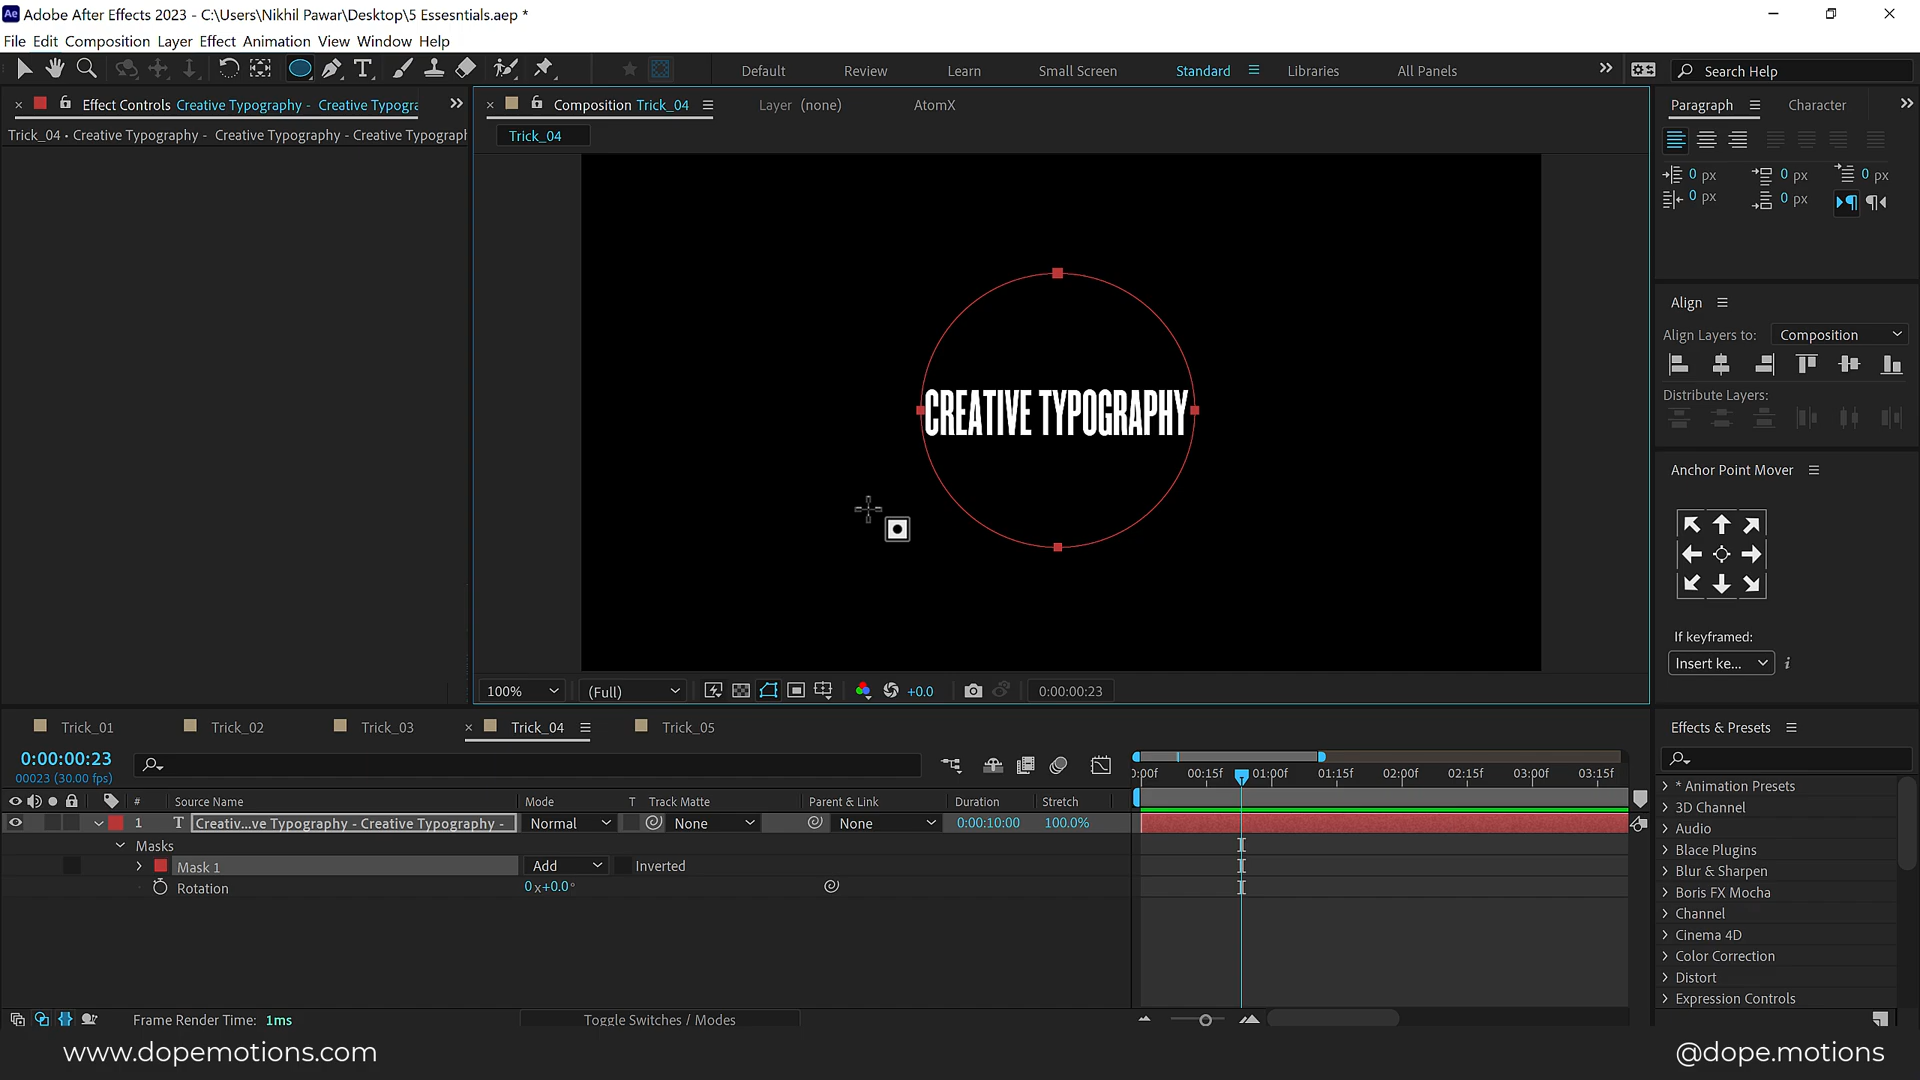 Ae Adobe After Effects 2023 - C:\Users\Nikhil Pawar\Desktop\5 Essesntials.aep *
File Edit Composition Layer Effect Animation View Window Help
Default Review Learn Small Screen Standard Libraries All Panels Search Help
Effect Controls Creative Typography - Creative Typogra
Composition Trick_04 Layer (none) AtomX
Paragraph Character
Trick_04 • Creative Typography - Creative Typography - Creative Typograph
Trick_04
0 px 0 px 0 px
0 px 0 px
Align
Align Layers to: Composition
Distribute Layers:
CREATIVE TYPOGRAPHY
Anchor Point Mover
If keyframed:
Insert ke...
100% (Full) +0.0 0:00:00:23
Trick_01 Trick_02 Trick_03 Trick_04 Trick_05
Effects & Presets
0:00:00:23
00023 (30.00 fps)
):00f 00:15f 01:00f 01:15f 02:00f 02:15f 03:00f 03:15f
# Source Name Mode T Track Matte Parent & Link Duration Stretch
1 T Creativ...ve Typography - Creative Typography - Normal None None 0:00:10:00 100.0%
Masks
Mask 1 Add Inverted
Rotation 0x+0.0°
* Animation Presets
3D Channel
Audio
Blace Plugins
Blur & Sharpen
Boris FX Mocha
Channel
Cinema 4D
Color Correction
Distort
Expression Controls
Frame Render Time: 1ms Toggle Switches / Modes
www.dopemotions.com @dope.motions